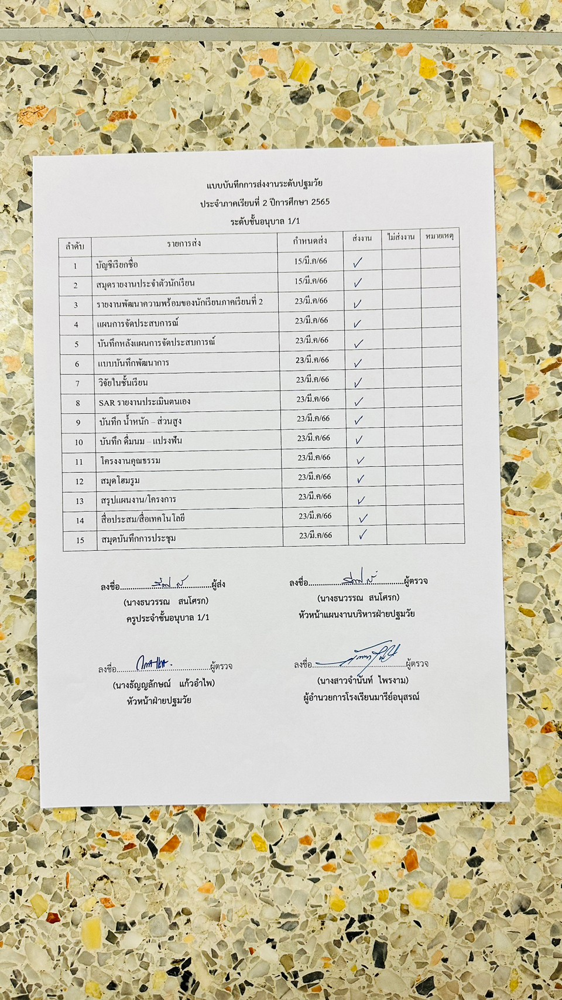 แบบบันทึกการส่งงานระดับปฐมวัย
ประจำภาคเรียนที่ 2 ปีการศึกษา 2565
ระดับชั้นอนุบาล 1/1
ลำดับ รายการส่ง กำหนดส่ง ส่งงาน ไม่ส่งงาน หมายเหตุ
1 บัญชีเรียกชื่อ 15/มี.ค/66 ✓
2 สมุดรายงานประจำตัวนักเรียน 15/มี.ค/66 ✓
3 รายงานพัฒนาความพร้อมของนักเรียนภาคเรียนที่ 2 23/มี.ค/66 ✓
4 แผนการจัดประสบการณ์ 23/มี.ค/66 ✓
5 บันทึกหลังแผนการจัดประสบการณ์ 23/มี.ค/66 ✓
6 แบบบันทึกพัฒนาการ 23/มี.ค/66 ✓
7 วิจัยในชั้นเรียน 23/มี.ค/66 ✓
8 SAR รายงานประเมินตนเอง 23/มี.ค/66 ✓
9 บันทึก น้ำหนัก – ส่วนสูง 23/มี.ค/66 ✓
10 บันทึก ดื่มนม – แปรงฟัน 23/มี.ค/66 ✓
11 โครงงานคุณธรรม 23/มี.ค/66 ✓
12 สมุดโฮมรูม 23/มี.ค/66 ✓
13 สรุปแผนงาน/โครงการ 23/มี.ค/66 ✓
14 สื่อประสม/สื่อเทคโนโลยี 23/มี.ค/66 ✓
15 สมุดบันทึกการประชุม 23/มี.ค/66 ✓
ลงชื่อ........................................ผู้ส่ง ลงชื่อ........................................ผู้ตรวจ
(นางธนวรรณ สนโศรก) (นางธนวรรณ สนโศรก)
ครูประจำชั้นอนุบาล 1/1 หัวหน้าแผนงานบริหารฝ่ายปฐมวัย
ลงชื่อ........................................ผู้ตรวจ ลงชื่อ........................................ผู้ตรวจ
(นางธัญญลักษณ์ แก้วอำไพ) (นางสาวจำนันท์ ไพรงาม)
หัวหน้าฝ่ายปฐมวัย ผู้อำนวยการโรงเรียนมารีย์อนุสรณ์